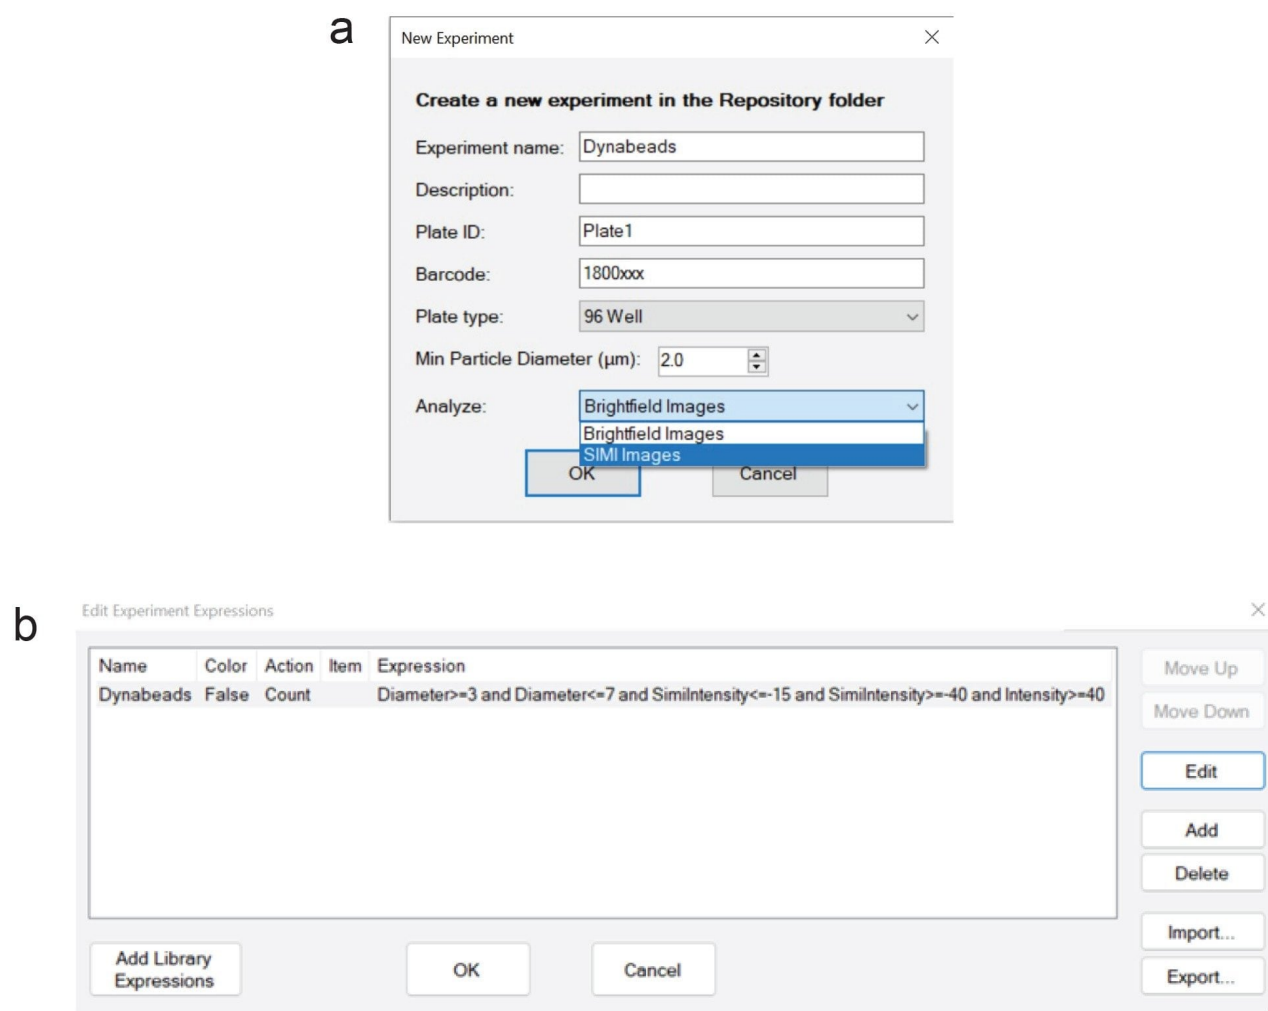 a
New Experiment
Create a new experiment in the Repository folder
Experiment name: Dynabeads
Description:
Plate ID: Plate1
Barcode: 1800xxx
Plate type: 96 Well
Min Particle Diameter (µm): 2.0
Analyze: Brightfield Images
Brightfield Images
SIMI Images
OK Cancel
b
Edit Experiment Expressions
Name Color Action Item Expression
Dynabeads False Count Diameter>=3 and Diameter<=7 and SimiIntensity<=-15 and SimiIntensity>=-40 and Intensity>=40
Move Up
Move Down
Edit
Add
Delete
Import...
Export...
Add Library
Expressions
OK
Cancel